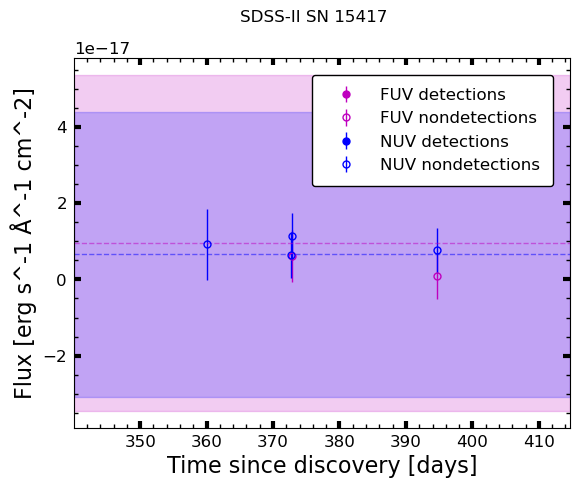 SDSS-II SN 15417
1e−17
FUV detections
FUV nondetections
NUV detections
NUV nondetections
4
2
0
−2
Flux [erg s^-1 Å^-1 cm^-2]
350
360
370
380
390
400
410
Time since discovery [days]